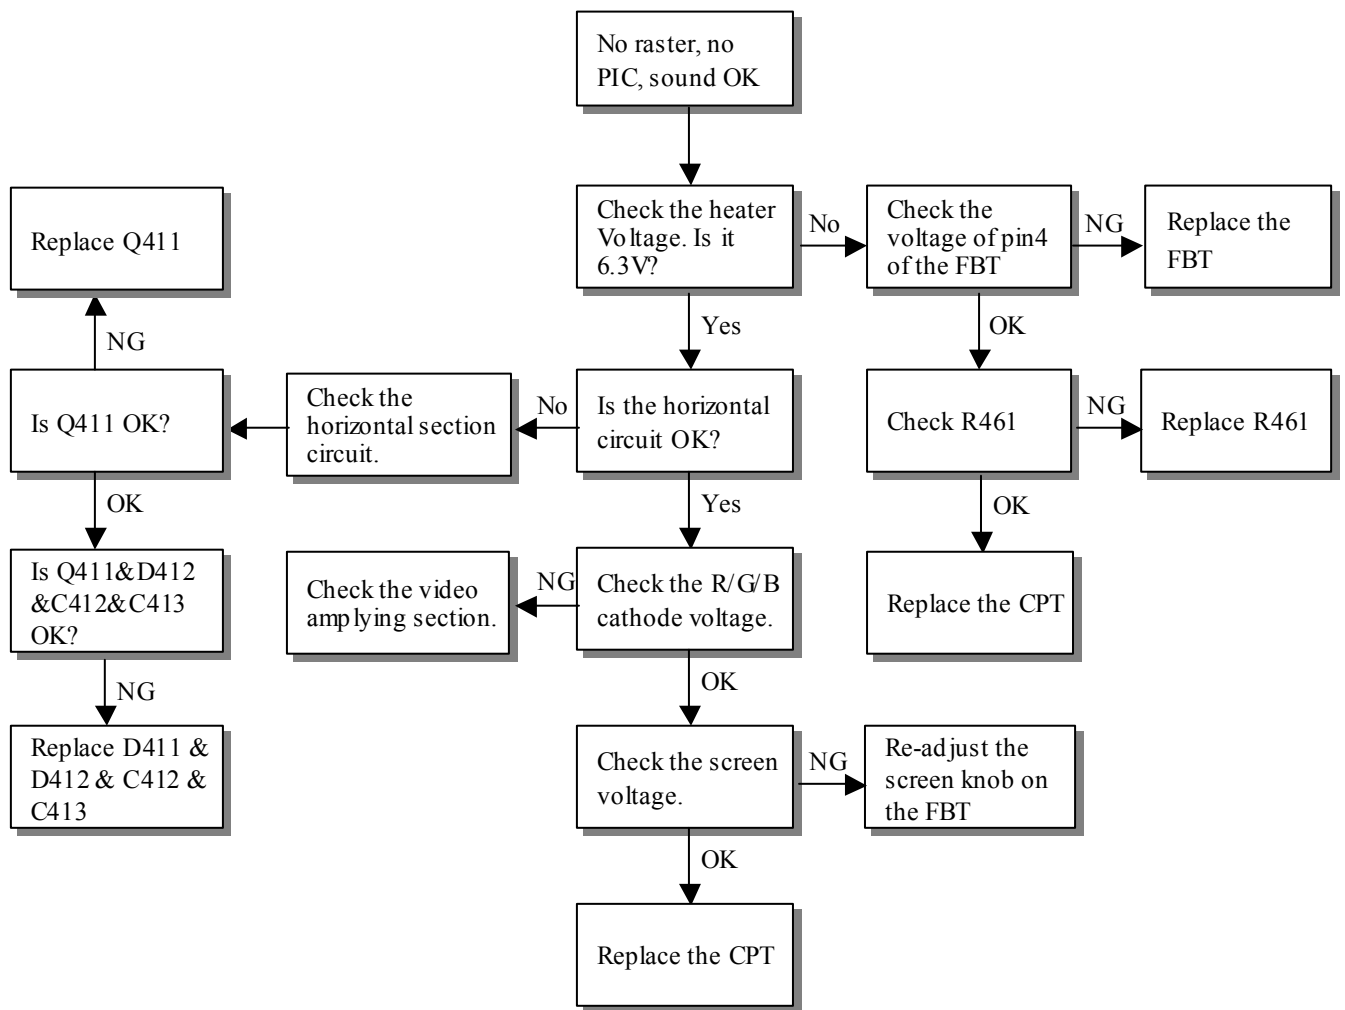 No raster, no
PIC, sound OK
Check the heater
Voltage. Is it
6.3V?
No
Check the
voltage of pin4
of the FBT
NG
Replace the
FBT
Replace Q411
NG
Yes
OK
Is Q411 OK?
Check the
horizontal section
circuit.
No
Is the horizontal
circuit OK?
Check R461
NG
Replace R461
OK
Yes
OK
Is Q411&D412
&C412&C413
OK?
Check the video
amplying section.
NG
Check the R/G/B
cathode voltage.
Replace the CPT
NG
OK
Replace D411 &
D412 & C412 &
C413
Check the screen
voltage.
NG
Re-adjust the
screen knob on
the FBT
OK
Replace the CPT